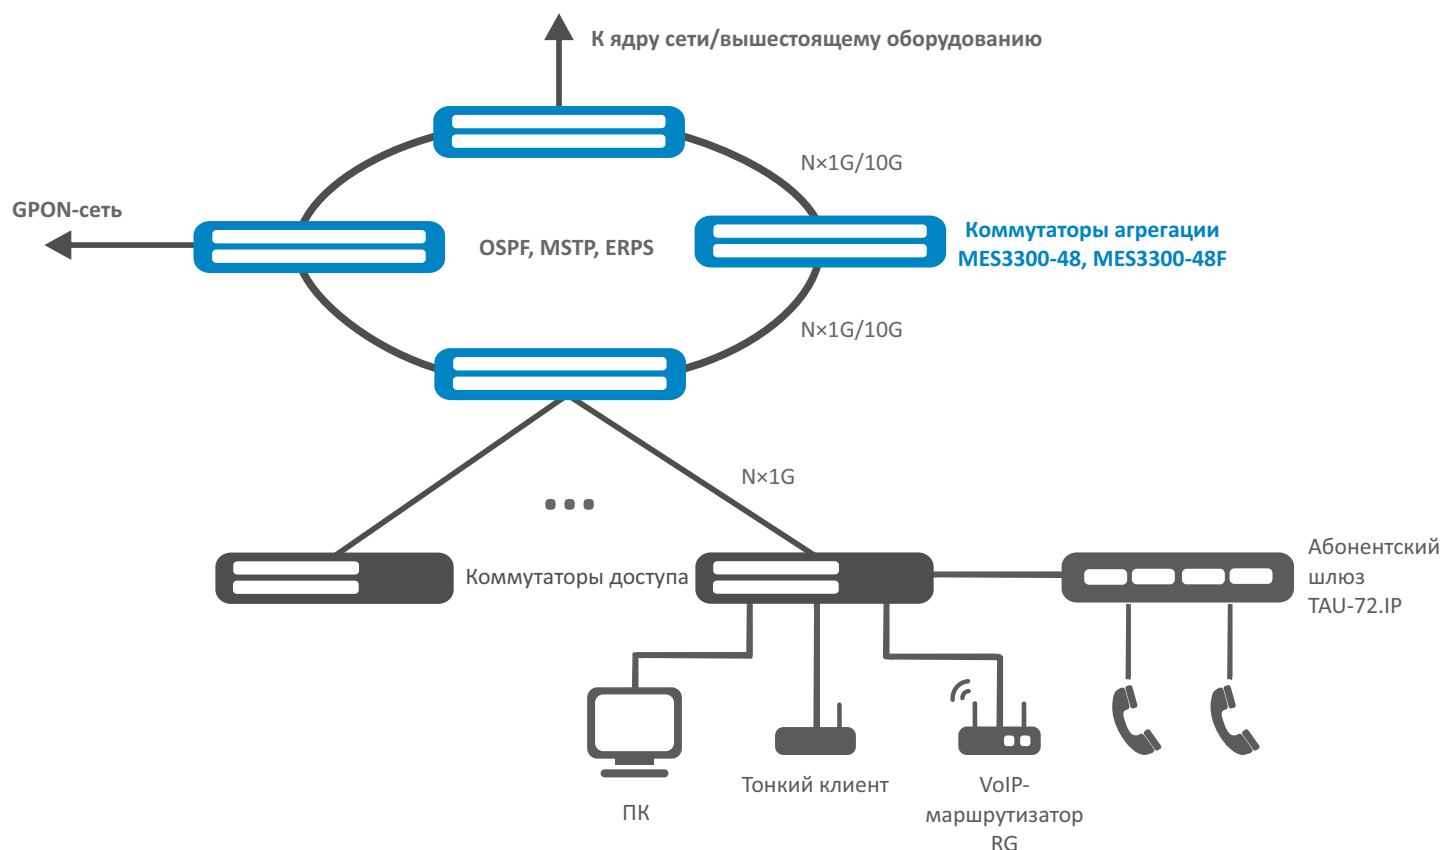 К ядру сети/вышестоящему оборудованию
N×1G/10G
GPON-сеть
OSPF, MSTP, ERPS
Коммутаторы агрегации
MES3300-48, MES3300-48F
N×1G/10G
N×1G
Коммутаторы доступа
Абонентский
шлюз
TAU-72.IP
ПК
Тонкий клиент
VoIP-
маршрутизатор
RG